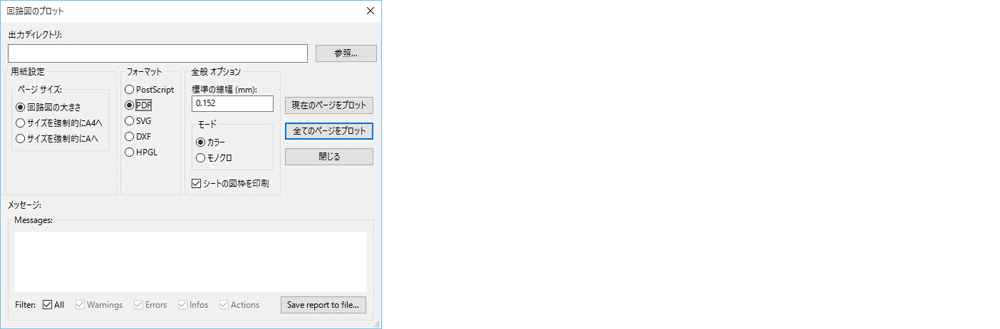 回路図のプロット
出力ディレクトリ:
参照...
用紙設定
ページ サイズ:
回路図の大きさ
サイズを強制的にA4へ
サイズを強制的にAへ
フォーマット
PostScript
PDF
SVG
DXF
HPGL
全般 オプション
標準の線幅 (mm):
0.152
モード
カラー
モノクロ
シートの図枠を印刷
現在のページをプロット
全てのページをプロット
閉じる
メッセージ:
Messages:
Filter: All Warnings Errors Infos Actions Save report to file...